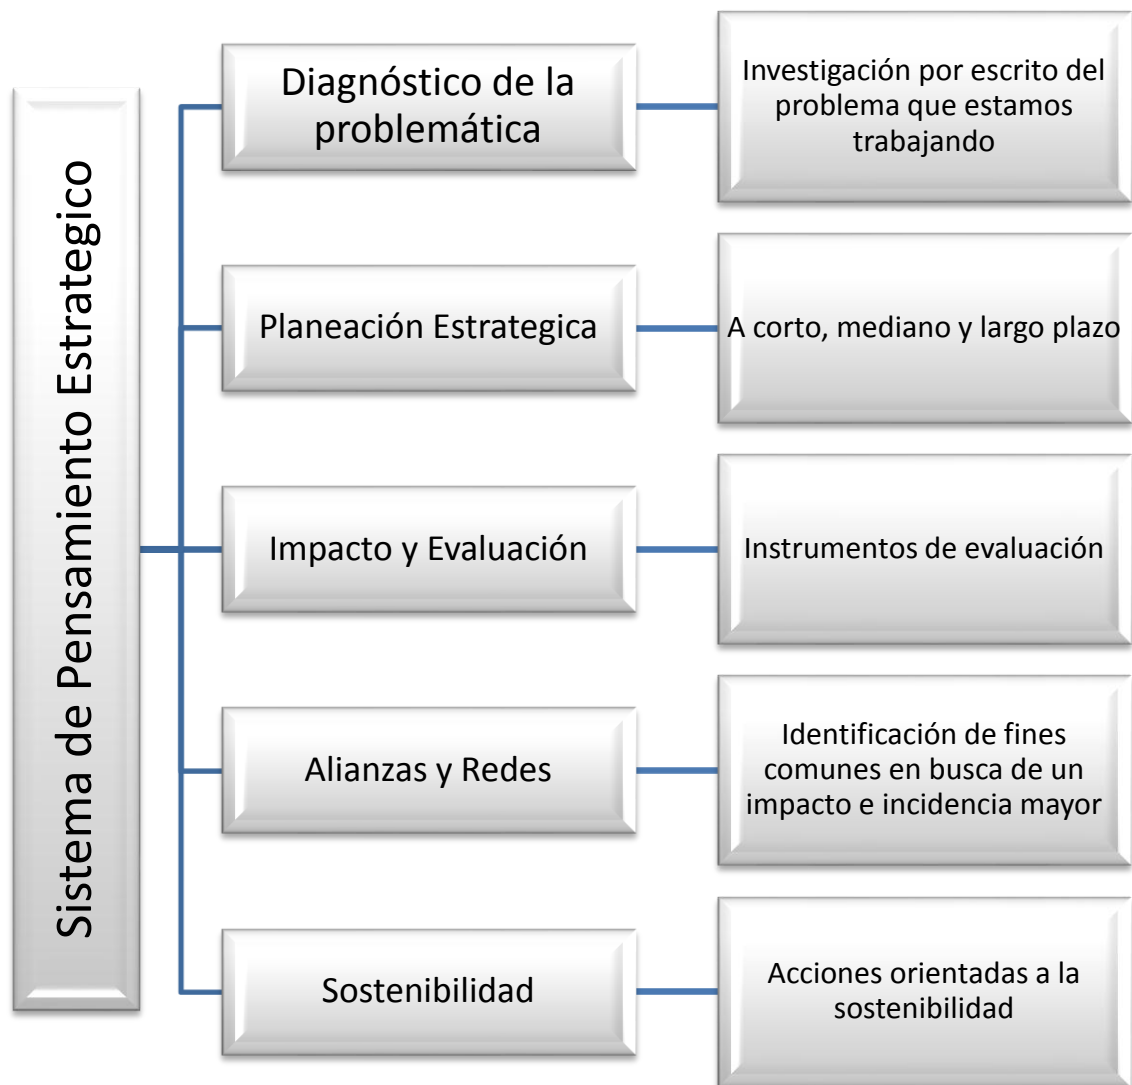 Sistema de Pensamiento Estrategico
Diagnóstico de la
problemática
Investigación por escrito del
problema que estamos
trabajando
Planeación Estrategica
A corto, mediano y largo plazo
Impacto y Evaluación
Instrumentos de evaluación
Alianzas y Redes
Identificación de fines
comunes en busca de un
impacto e incidencia mayor
Sostenibilidad
Acciones orientadas a la
sostenibilidad